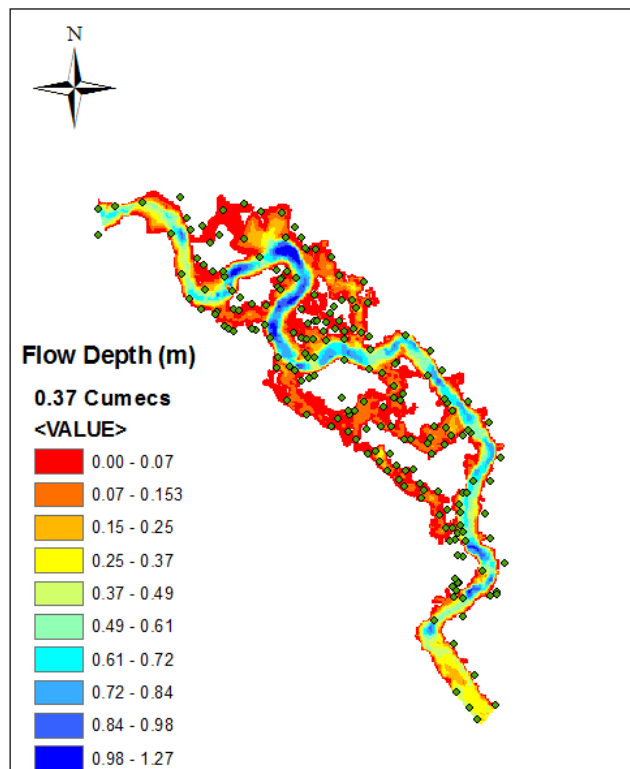 N
Flow Depth (m)
0.37 Cumecs
<VALUE>
0.00 - 0.07
0.07 - 0.153
0.15 - 0.25
0.25 - 0.37
0.37 - 0.49
0.49 - 0.61
0.61 - 0.72
0.72 - 0.84
0.84 - 0.98
0.98 - 1.27